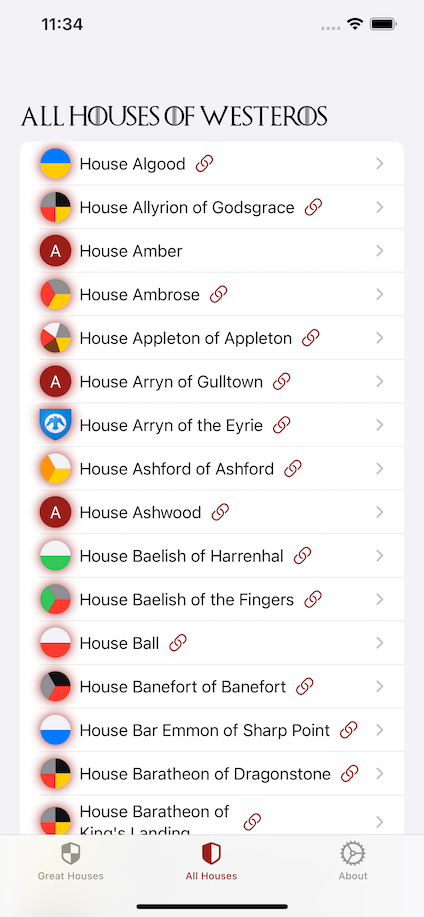 11:34
ALL HOUSES OF WESTEROS
House Algood
House Allyrion of Godsgrace
A House Amber
House Ambrose
House Appleton of Appleton
A House Arryn of Gulltown
House Arryn of the Eyrie
House Ashford of Ashford
A House Ashwood
House Baelish of Harrenhal
House Baelish of the Fingers
House Ball
House Banefort of Banefort
House Bar Emmon of Sharp Point
House Baratheon of Dragonstone
House Baratheon of
King's Landing
Great Houses All Houses About